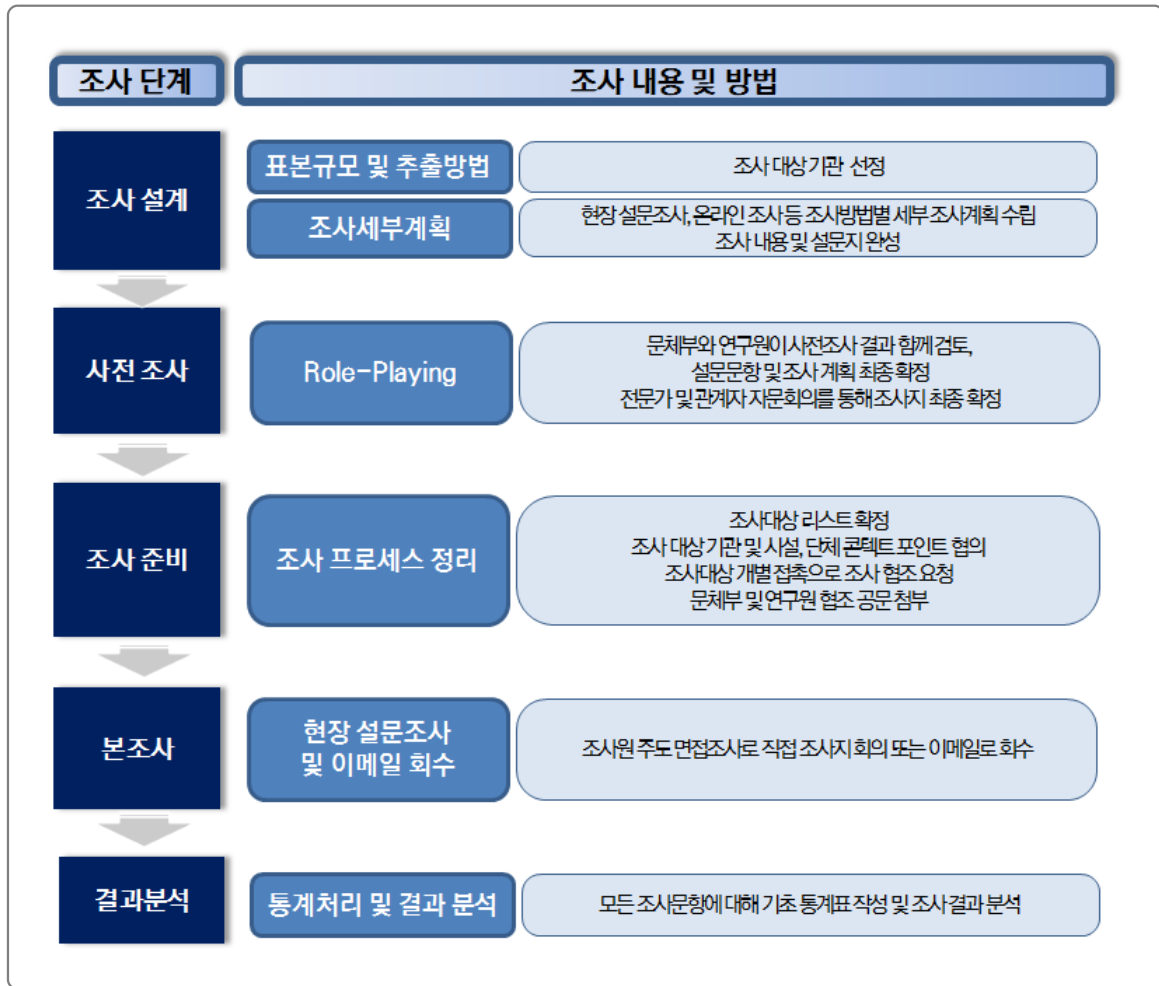 조사 단계
조사 내용 및 방법
조사 설계
표본규모 및 추출방법
조사 대상 기관 선정
조사세부계획
현장 설문조사, 온라인 조사 등 조사방법별 세부 조사계획 수립
조사 내용 및 설문지 완성
사전 조사
Role-Playing
문체부와 연구원이 사전조사 결과 함께 검토,
설문문항 및 조사 계획 최종 확정
전문가 및 관계자 자문회의를 통해 조사지 최종 확정
조사 준비
조사 프로세스 정리
조사대상 리스트 확정
조사 대상 기관 및 시설, 단체 콘텍트 포인트 협의
조사대상 개별 접촉으로 조사 협조 요청
문체부 및 연구원 협조 공문 첨부
본조사
현장 설문조사
및 이메일 회수
조사원 주도 면접조사로 직접 조사지 회의 또는 이메일로 회수
결과분석
통계처리 및 결과 분석
모든 조사문항에 대해 기초 통계표 작성 및 조사 결과 분석